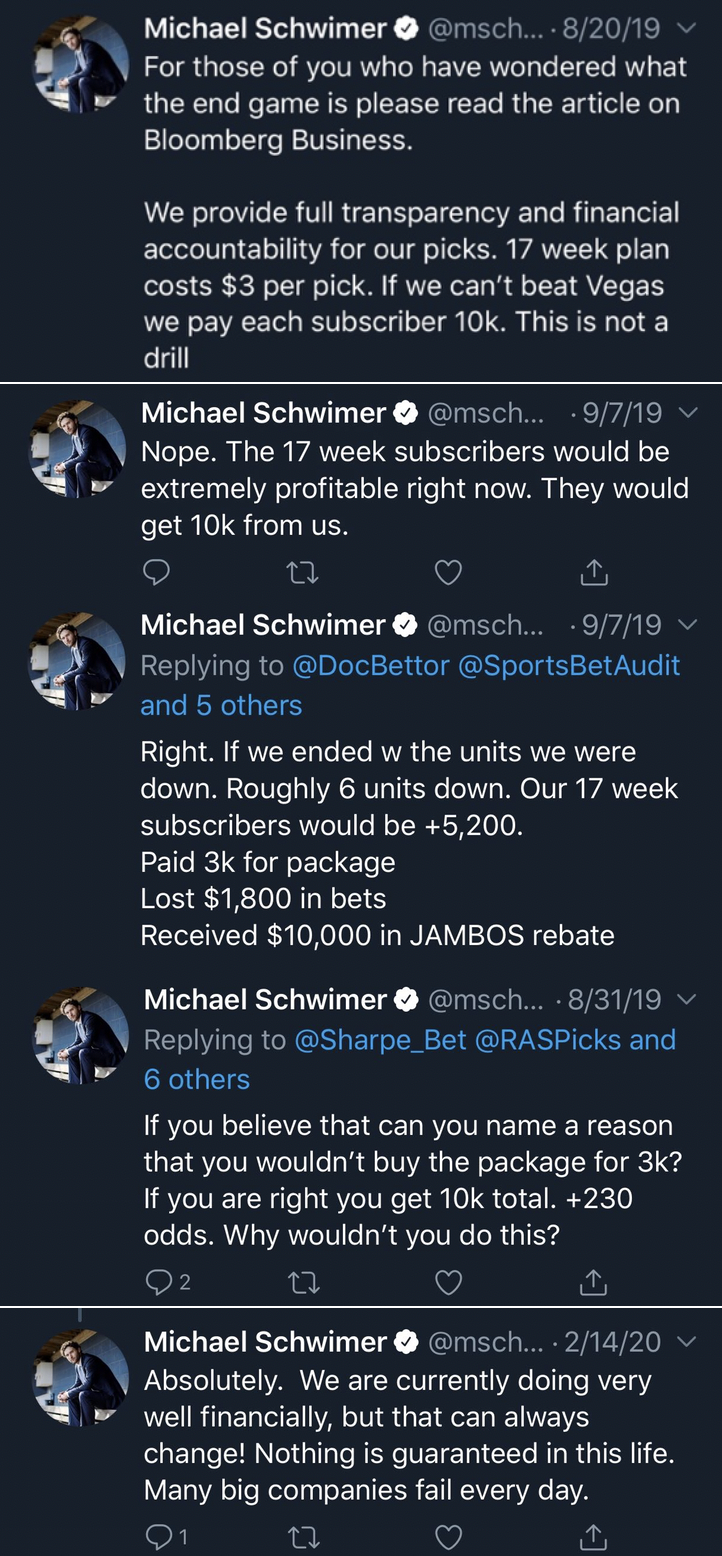 Michael Schwimer @msch... · 8/20/19
For those of you who have wondered what
the end game is please read the article on
Bloomberg Business.
We provide full transparency and financial
accountability for our picks. 17 week plan
costs $3 per pick. If we can’t beat Vegas
we pay each subscriber 10k. This is not a
drill
Michael Schwimer @msch... · 9/7/19
Nope. The 17 week subscribers would be
extremely profitable right now. They would
get 10k from us.
Michael Schwimer @msch... · 9/7/19
Replying to @DocBettor @SportsBetAudit
and 5 others
Right. If we ended w the units we were
down. Roughly 6 units down. Our 17 week
subscribers would be +5,200.
Paid 3k for package
Lost $1,800 in bets
Received $10,000 in JAMBOS rebate
Michael Schwimer @msch... · 8/31/19
Replying to @Sharpe_Bet @RASPicks and
6 others
If you believe that can you name a reason
that you wouldn’t buy the package for 3k?
If you are right you get 10k total. +230
odds. Why wouldn’t you do this?
2
Michael Schwimer @msch... · 2/14/20
Absolutely.  We are currently doing very
well financially, but that can always
change! Nothing is guaranteed in this life.
Many big companies fail every day.
1